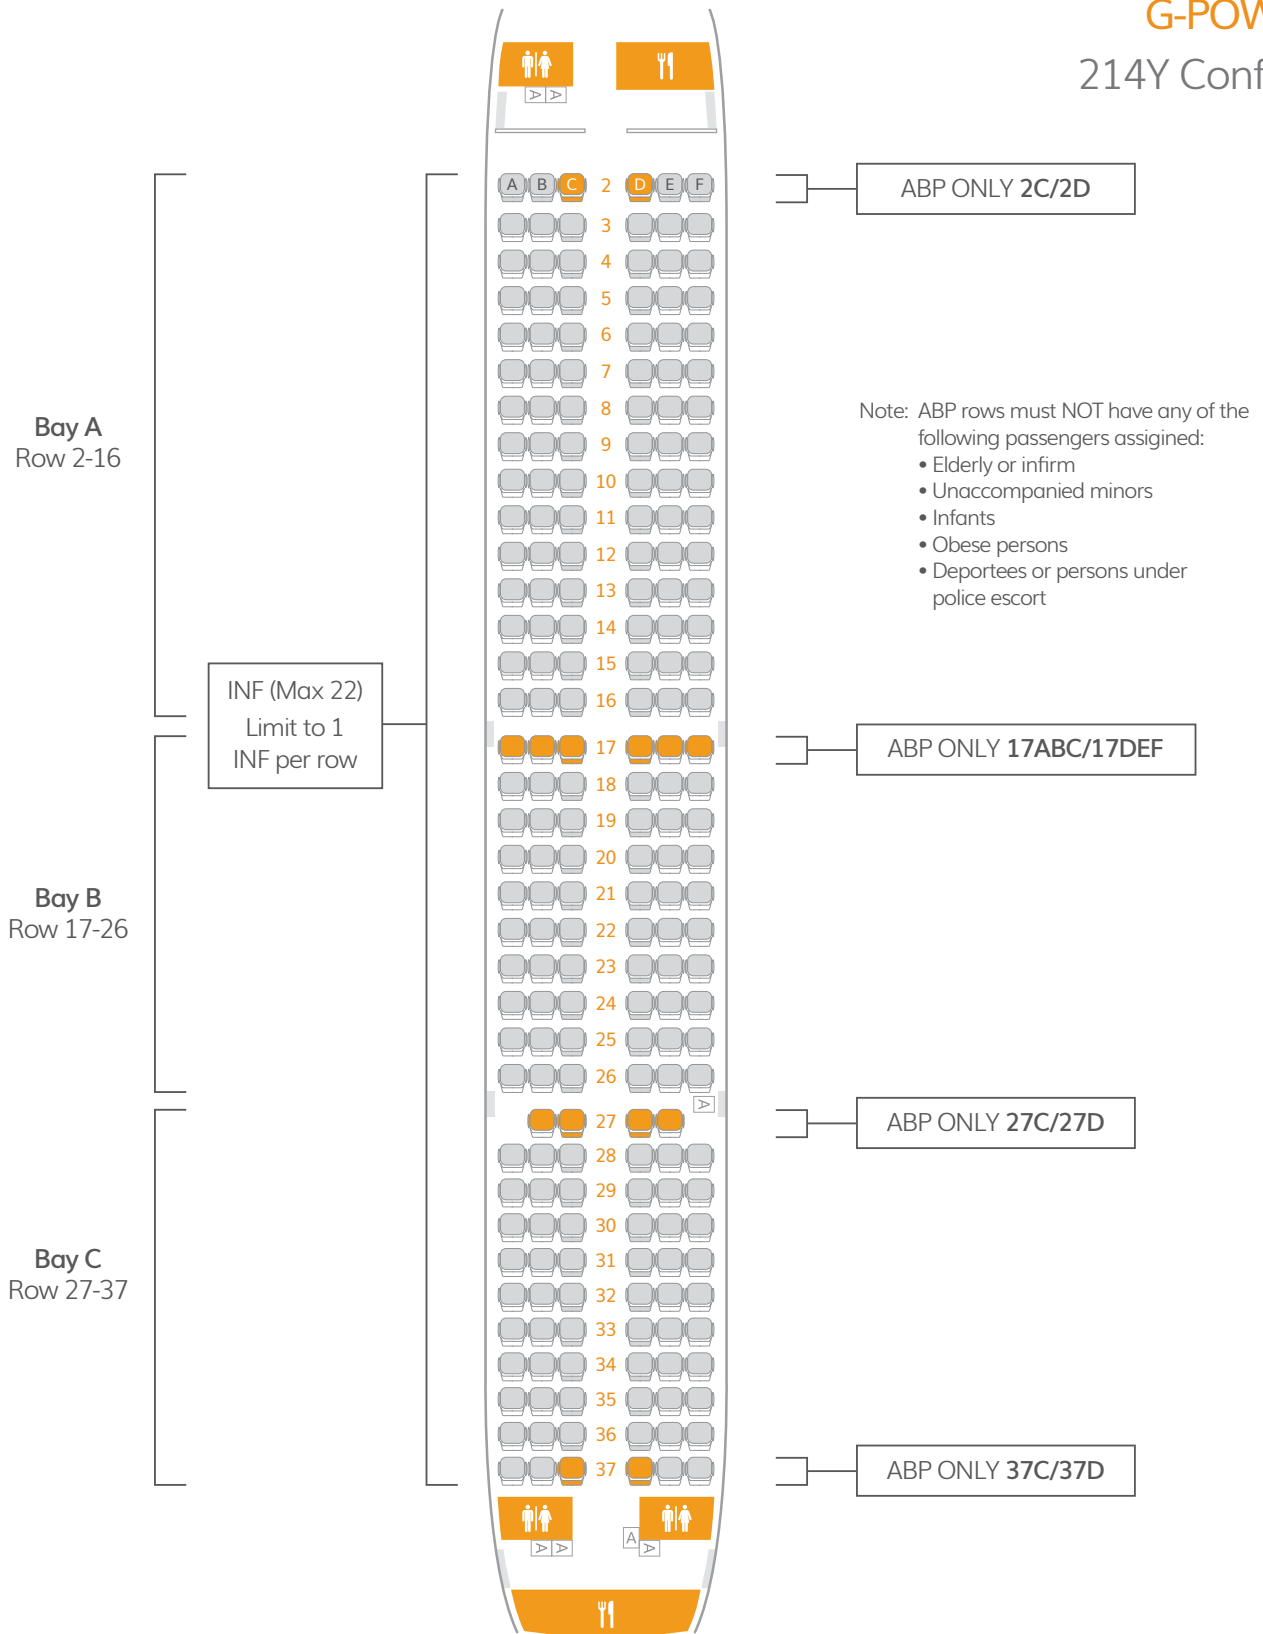 G-POW
214Y Conf
A A
A B C 2 D E F
ABP ONLY 2C/2D
3
4
5
6
7
8
9
10
11
12
13
14
15
16
17
18
19
20
21
22
23
24
25
26
A
27
28
29
30
31
32
33
34
35
36
37
A A
A
A
Bay A
Row 2-16
Bay B
Row 17-26
Bay C
Row 27-37
INF (Max 22)
Limit to 1
INF per row
Note: ABP rows must NOT have any of the
following passengers assigined:
• Elderly or infirm
• Unaccompanied minors
• Infants
• Obese persons
• Deportees or persons under
police escort
ABP ONLY 17ABC/17DEF
ABP ONLY 27C/27D
ABP ONLY 37C/37D